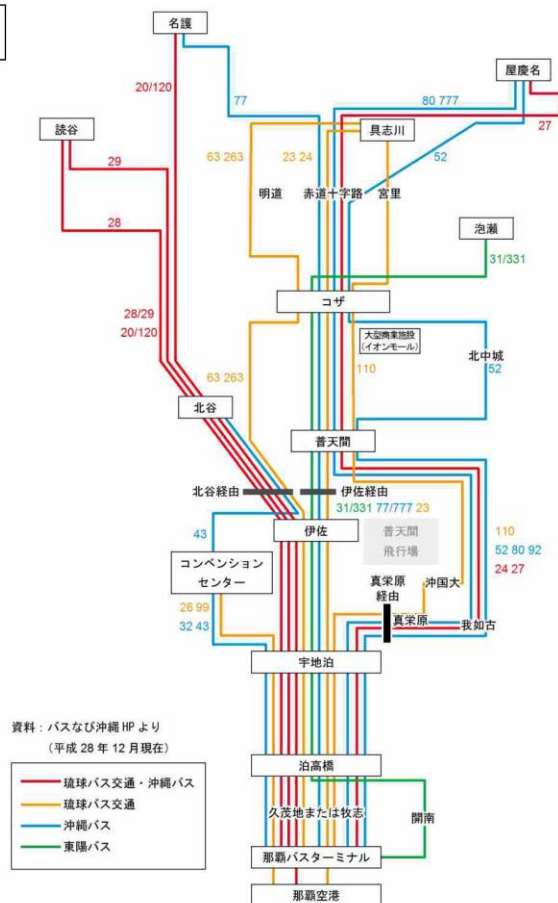 名護
屋慶名
20/120
77
80 777
27
読谷
具志川
63 263
23 24
52
29
明道
赤道十字路
宮里
泡瀬
28
31/331
コザ
28/29
20/120
大型商業施設
(イオンモール)
北中城
52
110
63 263
北谷
普天間
北谷経由
伊佐経由
31/331 77/777 23
43
伊佐
普天間
飛行場
110
52 80 92
24 27
コンベンション
センター
真栄原
経由
沖国大
26 99
32 43
真栄原
我如古
宇地泊
資料:バスなび沖縄 HP より
(平成 28 年 12 月現在)
泊高橋
琉球バス交通・沖縄バス
琉球バス交通
沖縄バス
東陽バス
久茂地または牧志
開南
那覇バスターミナル
那覇空港